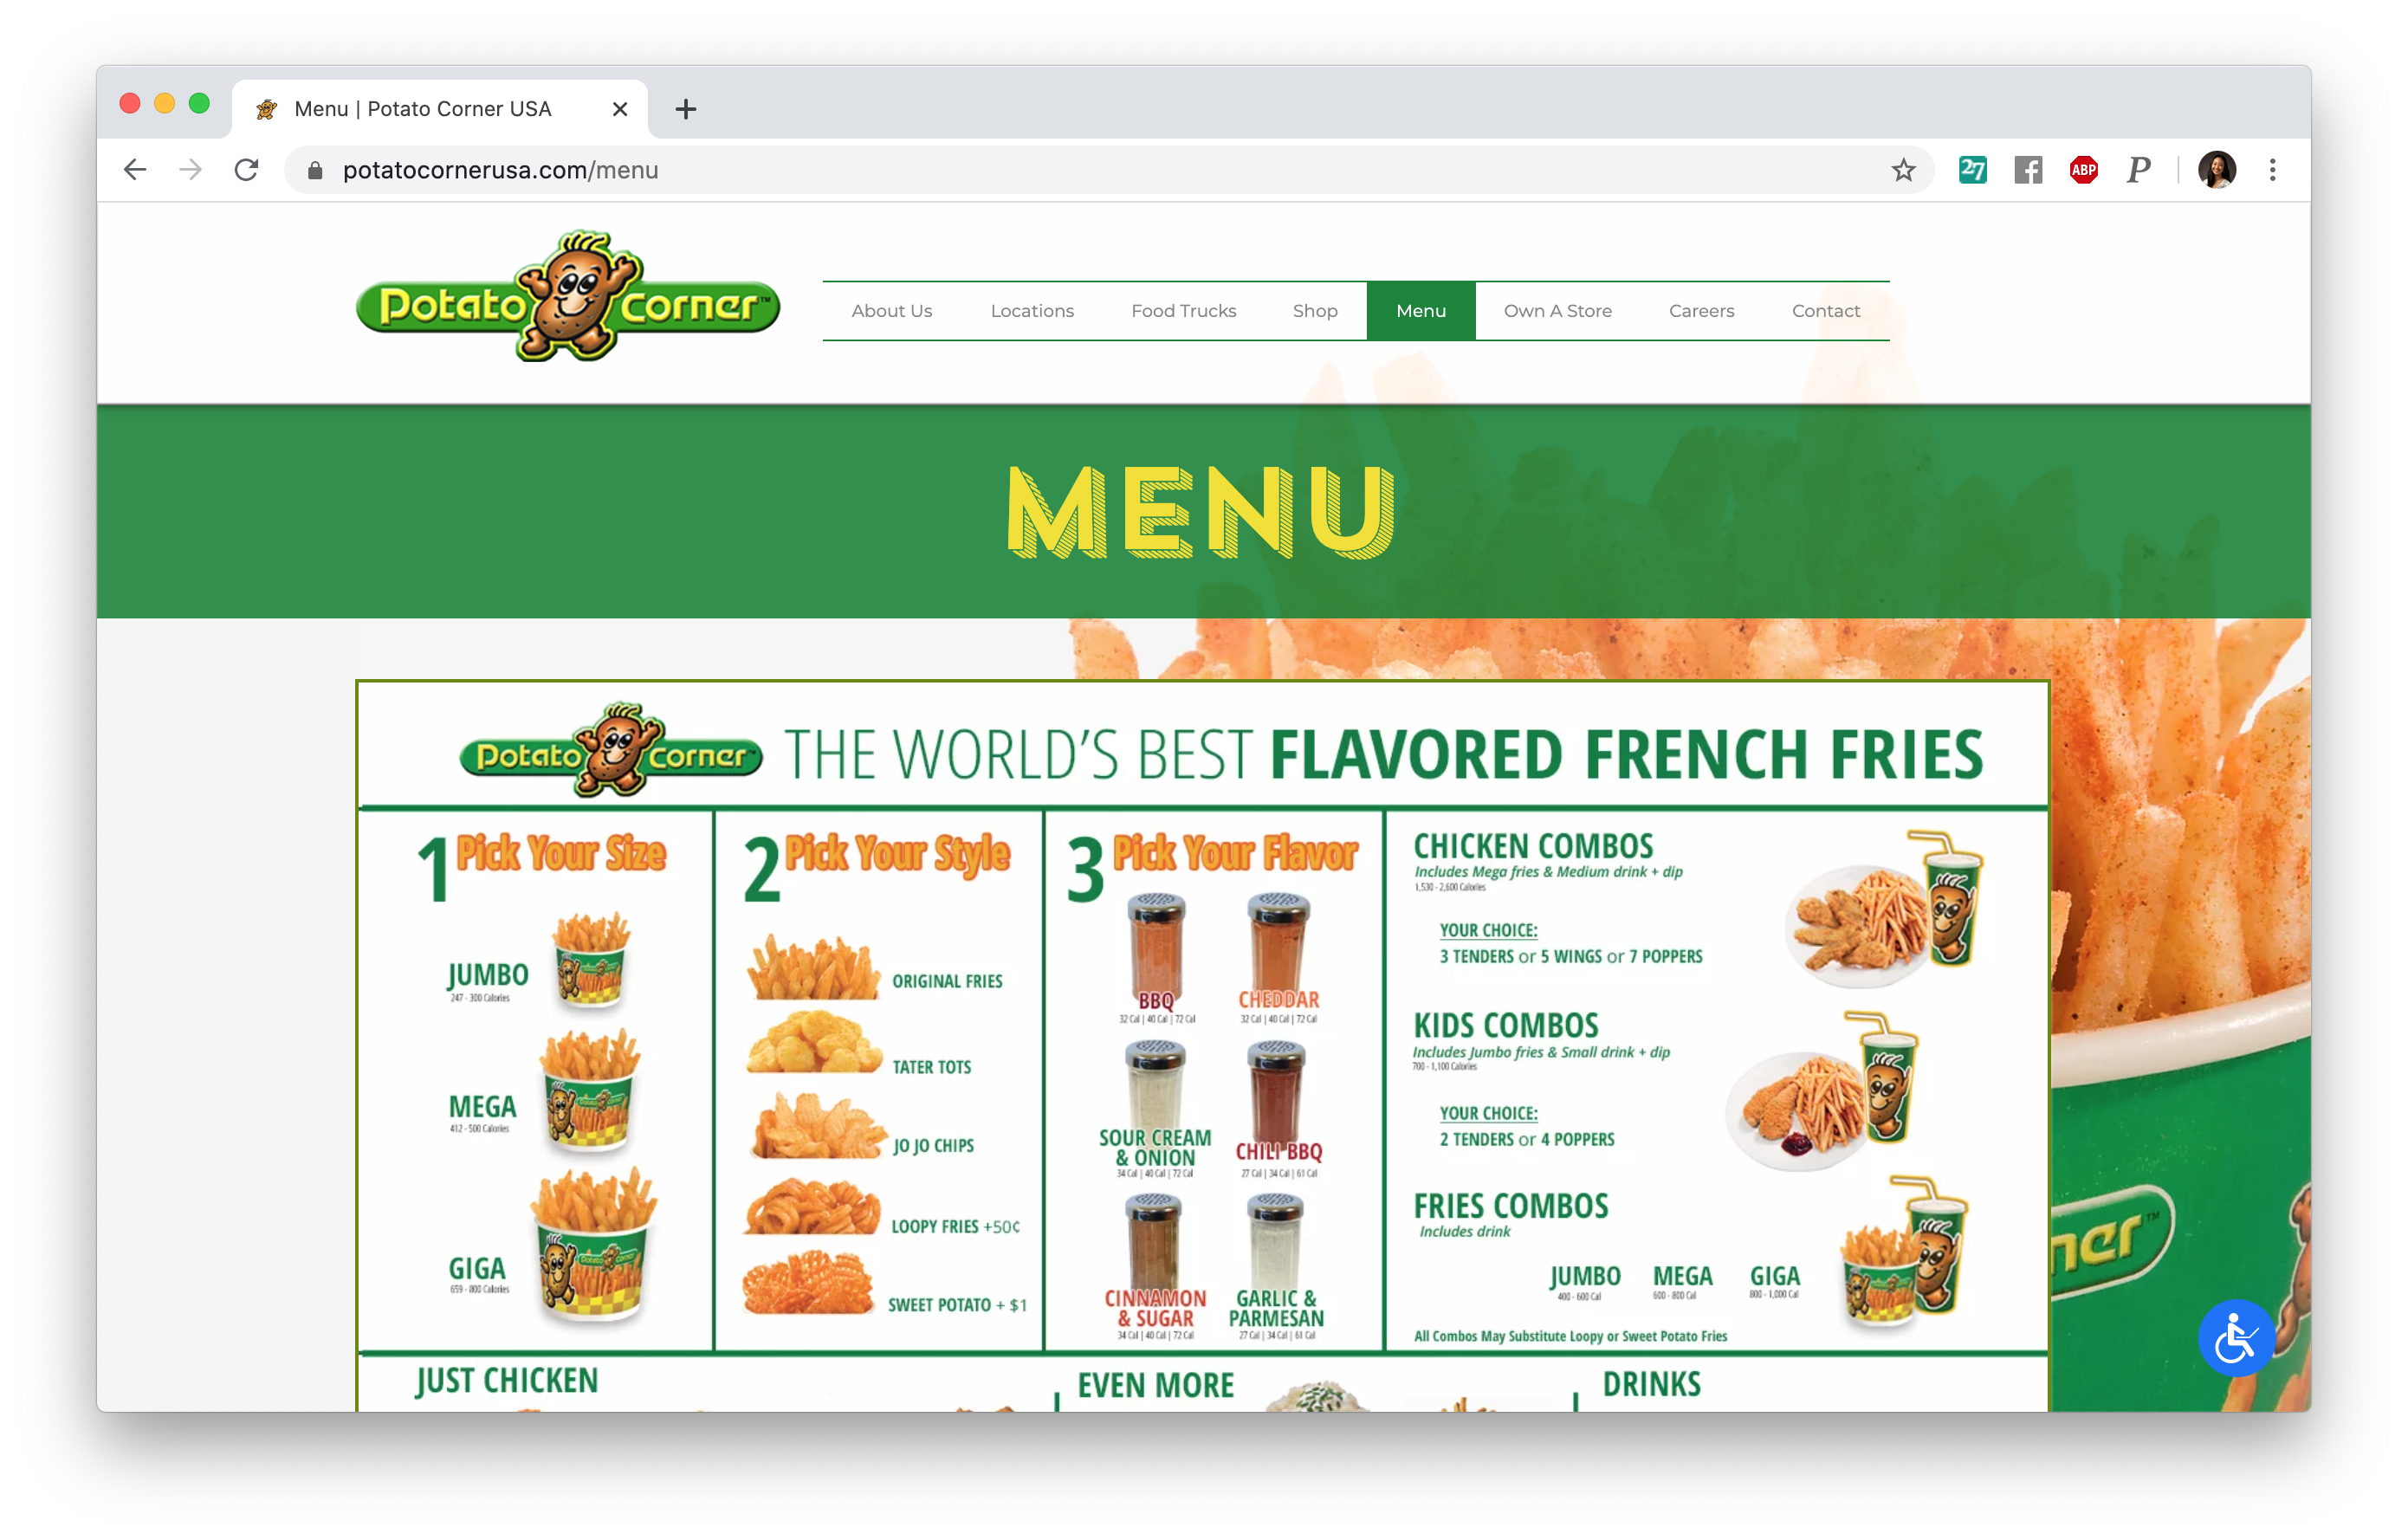 Menu | Potato Corner USA
potatocornerusa.com/menu
27
ABP
P
Potato Corner™
About Us
Locations
Food Trucks
Shop
Menu
Own A Store
Careers
Contact
MENU
Potato Corner™ THE WORLD'S BEST FLAVORED FRENCH FRIES
1 Pick Your Size
JUMBO
247 - 300 Calories
MEGA
412 - 500 Calories
GIGA
659 - 800 Calories
2 Pick Your Style
ORIGINAL FRIES
TATER TOTS
JO JO CHIPS
LOOPY FRIES +50¢
SWEET POTATO + $1
3 Pick Your Flavor
BBQ
32 Cal | 40 Cal | 72 Cal
CHEDDAR
32 Cal | 40 Cal | 72 Cal
SOUR CREAM
& ONION
34 Cal | 40 Cal | 72 Cal
CHILI BBQ
27 Cal | 34 Cal | 61 Cal
CINNAMON
& SUGAR
34 Cal | 40 Cal | 72 Cal
GARLIC &
PARMESAN
27 Cal | 34 Cal | 61 Cal
CHICKEN COMBOS
Includes Mega fries & Medium drink + dip
1,530 - 2,600 Calories
YOUR CHOICE:
3 TENDERS or 5 WINGS or 7 POPPERS
KIDS COMBOS
Includes Jumbo fries & Small drink + dip
700 - 1,100 Calories
YOUR CHOICE:
2 TENDERS or 4 POPPERS
FRIES COMBOS
Includes drink
JUMBO
400 - 600 Cal
MEGA
600 - 800 Cal
GIGA
800 - 1,000 Cal
All Combos May Substitute Loopy or Sweet Potato Fries
JUST CHICKEN
EVEN MORE
DRINKS
ner™